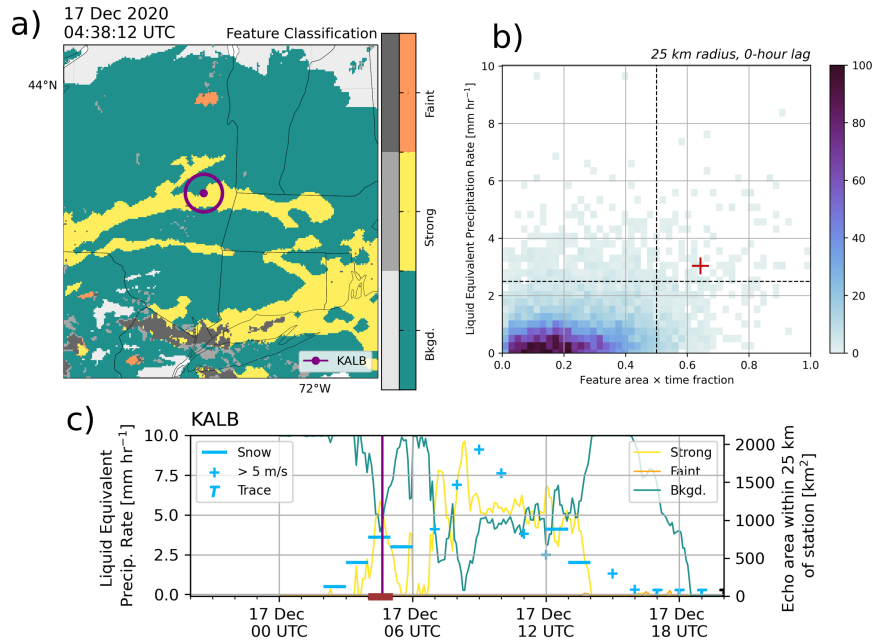 a)
17 Dec 2020
04:38:12 UTC
Feature Classification
44°N
72°W
KALB
Faint
Strong
Bkgd.
b)
25 km radius, 0-hour lag
Liquid Equivalent Precipitation Rate [mm hr⁻¹]
10
8
6
4
2
0
0.0 0.2 0.4 0.6 0.8 1.0
Feature area × time fraction
100
80
60
40
20
0
c)
KALB
Liquid Equivalent
Precip. Rate [mm hr⁻¹]
10.0
7.5
5.0
2.5
0.0
Snow
> 5 m/s
Trace
Strong
Faint
Bkgd.
2000
1500
1000
500
0
Echo area within 25 km
of station [km²]
17 Dec 17 Dec 17 Dec 17 Dec
00 UTC 06 UTC 12 UTC 18 UTC